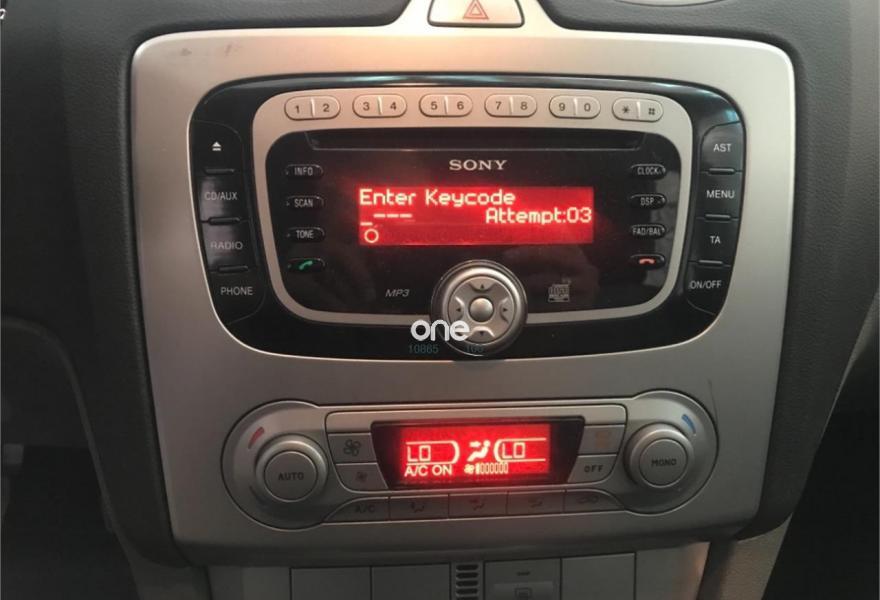 1 2 3 4 5 6 7 8 9 0 * #
SONY
INFO
CLOCK
AST
CD/AUX
SCAN
DSP
MENU
Enter Keycode
_--- Attempt:03
RADIO
TONE
FAD/BAL
TA
PHONE
MP3
ON/OFF
one
10865 100
LO LO
A/C ON
AUTO
OFF
MONO
A/C